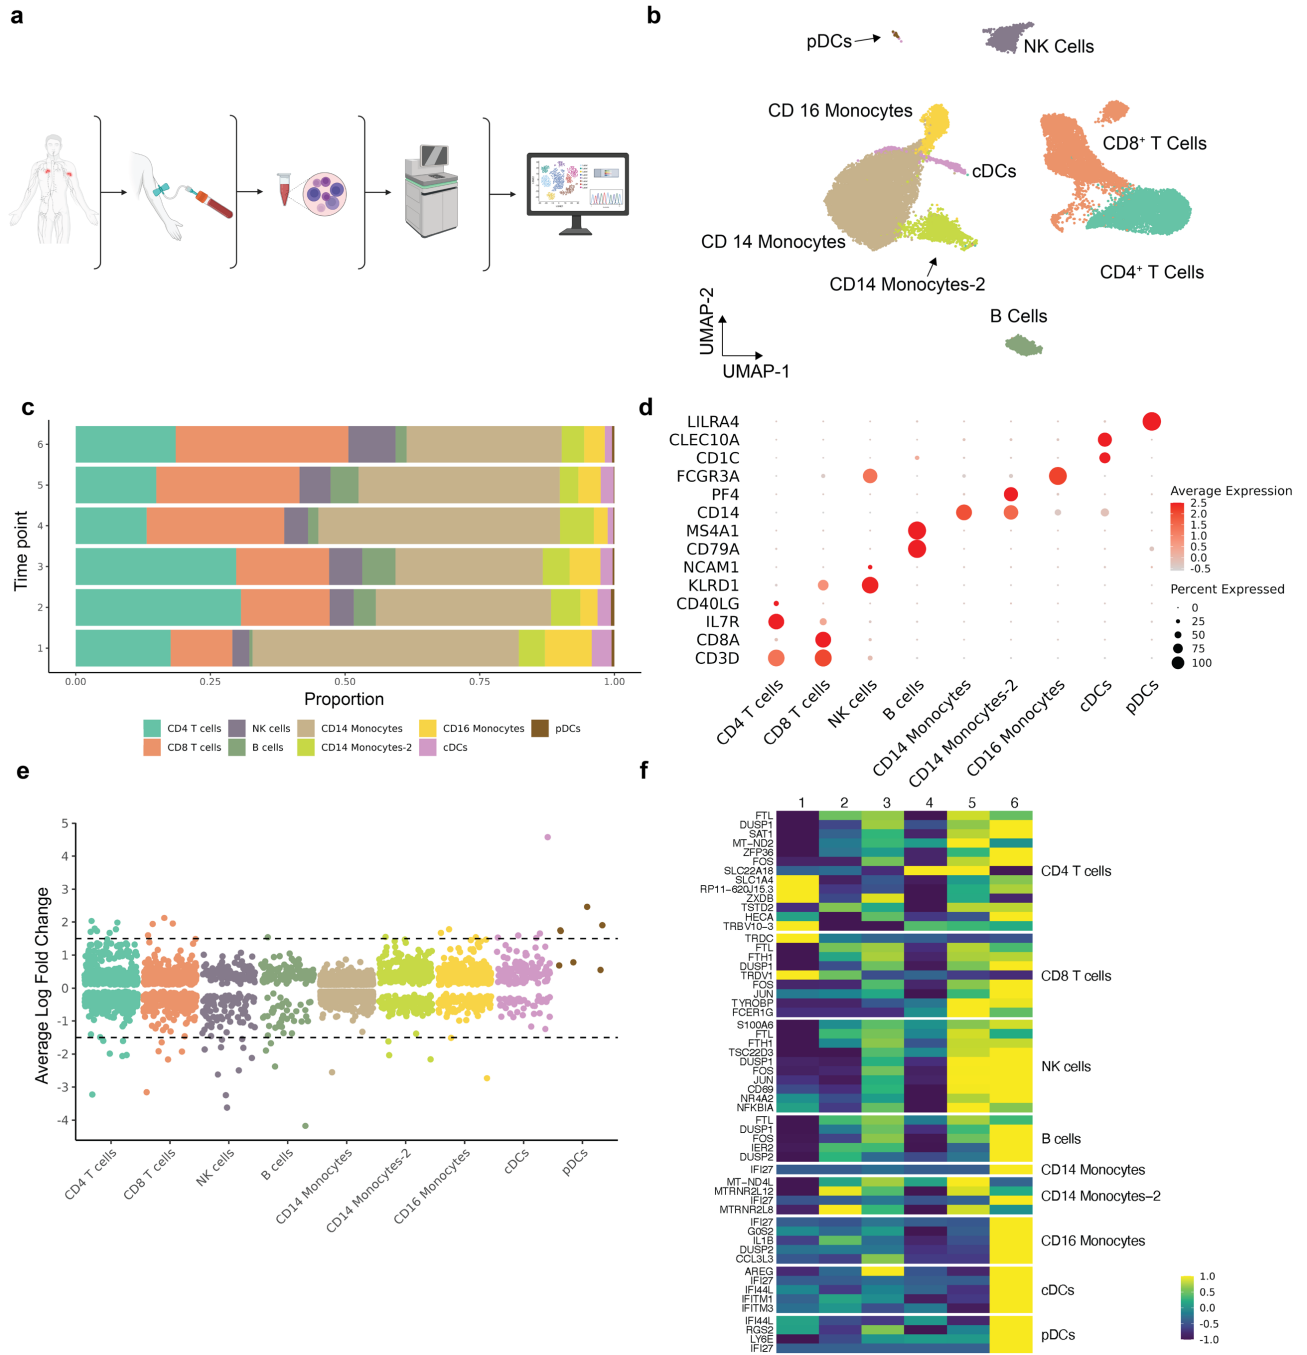 a
b
pDCs
NK Cells
CD 16 Monocytes
CD8+ T Cells
cDCs
CD 14 Monocytes
CD4+ T Cells
CD14 Monocytes-2
B Cells
UMAP-2
UMAP-1
c
Time point
6
5
4
3
2
1
0.00 0.25 0.50 0.75 1.00
Proportion
CD4 T cells NK cells CD14 Monocytes CD16 Monocytes pDCs
CD8 T cells B cells CD14 Monocytes-2 cDCs
d
LILRA4
CLEC10A
CD1C
FCGR3A
PF4
CD14
MS4A1
CD79A
NCAM1
KLRD1
CD40LG
IL7R
CD8A
CD3D
CD4 T cells
CD8 T cells
NK cells
B cells
CD14 Monocytes
CD14 Monocytes-2
CD16 Monocytes
cDCs
pDCs
Average Expression
2.5
2.0
1.5
1.0
0.5
0.0
-0.5
Percent Expressed
0
25
50
75
100
e
Average Log Fold Change
5
4
3
2
1
0
-1
-2
-3
-4
CD4 T cells
CD8 T cells
NK cells
B cells
CD14 Monocytes
CD14 Monocytes-2
CD16 Monocytes
cDCs
pDCs
f
1 2 3 4 5 6
FTL
DUSP1
SAT1
MT-ND2
ZFP36
FOS
SLC22A18
SLC1A4
RP11-620J15.3
ZXDB
TSTD2
HECA
TRBV10-3
CD4 T cells
TRDC
FTL
FTH1
DUSP1
TRDV1
FOS
JUN
TYROBP
FCER1G
CD8 T cells
S100A6
FTL
FTH1
TSC22D3
DUSP1
FOS
JUN
CD69
NR4A2
NFKBIA
NK cells
FTL
DUSP1
FOS
IER2
DUSP2
B cells
IFI27
CD14 Monocytes
MT-ND4L
MTRNR2L12
IFI27
MTRNR2L8
CD14 Monocytes-2
IFI27
G0S2
IL1B
DUSP2
CCL3L3
CD16 Monocytes
AREG
IFI27
IFI44L
IFITM1
IFITM3
cDCs
IFI44L
RGS2
LY6E
IFI27
pDCs
1.0
0.5
0.0
-0.5
-1.0